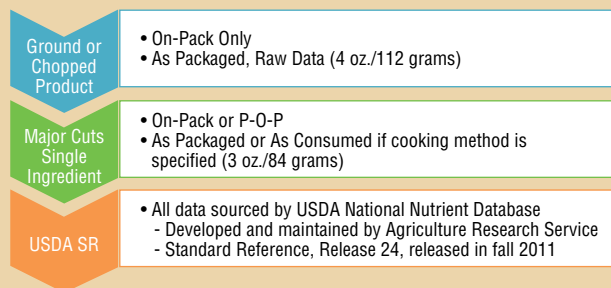 Ground or
Chopped
Product
• On-Pack Only
• As Packaged, Raw Data (4 oz./112 grams)
Major Cuts
Single
Ingredient
• On-Pack or P-O-P
• As Packaged or As Consumed if cooking method is
specified (3 oz./84 grams)
USDA SR
• All data sourced by USDA National Nutrient Database
- Developed and maintained by Agriculture Research Service
- Standard Reference, Release 24, released in fall 2011